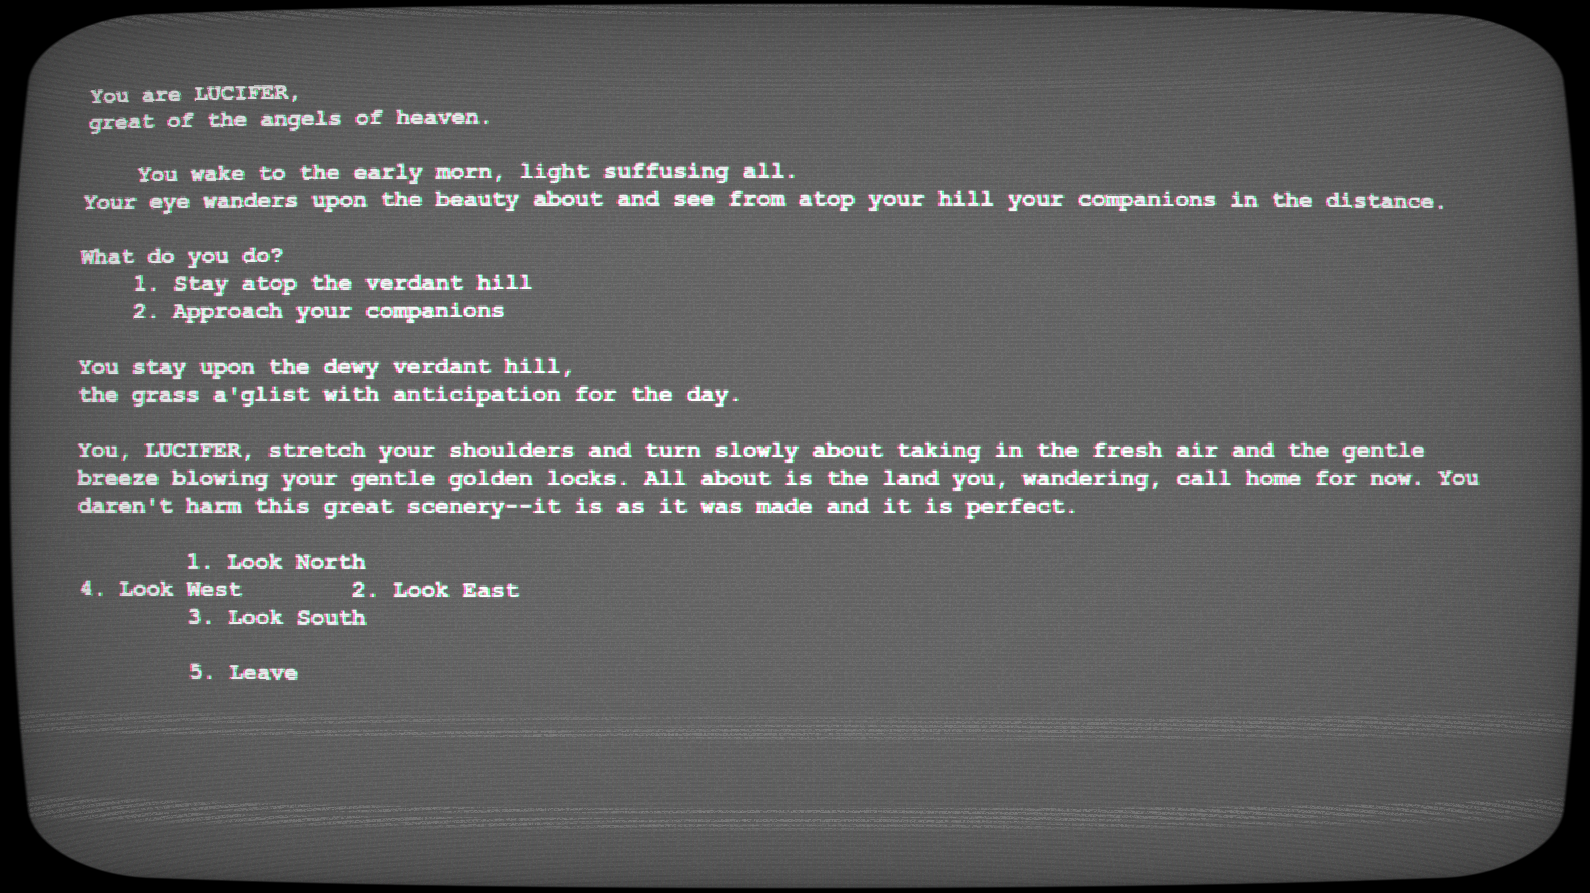 You are LUCIFER,
great of the angels of heaven.
You wake to the early morn, light suffusing all.
Your eye wanders upon the beauty about and see from atop your hill your companions in the distance.
What do you do?
1. Stay atop the verdant hill
2. Approach your companions
You stay upon the dewy verdant hill,
the grass a'glist with anticipation for the day.
You, LUCIFER, stretch your shoulders and turn slowly about taking in the fresh air and the gentle
breeze blowing your gentle golden locks. All about is the land you, wandering, call home for now. You
daren't harm this great scenery--it is as it was made and it is perfect.
1. Look North
4. Look West 2. Look East
3. Look South
5. Leave